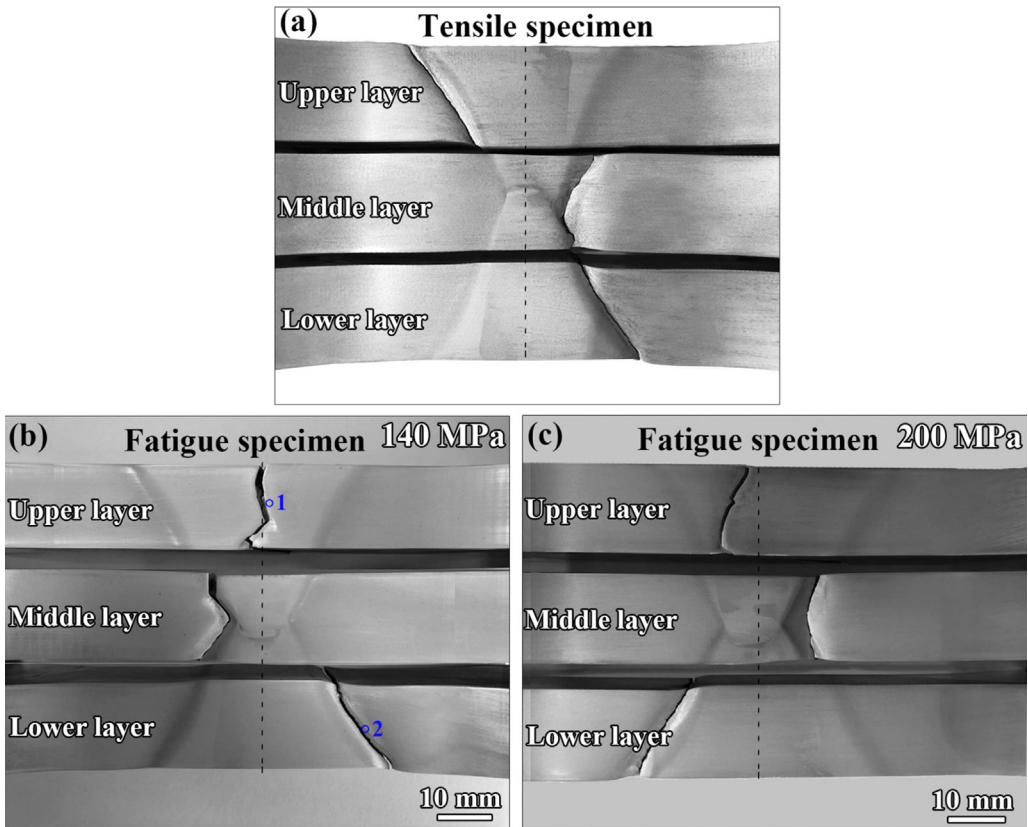 (a) Tensile specimen
Upper layer
Middle layer
Lower layer
(b) Fatigue specimen 140 MPa
Upper layer
1
Middle layer
Lower layer
2
10 mm
(c) Fatigue specimen 200 MPa
Upper layer
Middle layer
Lower layer
10 mm